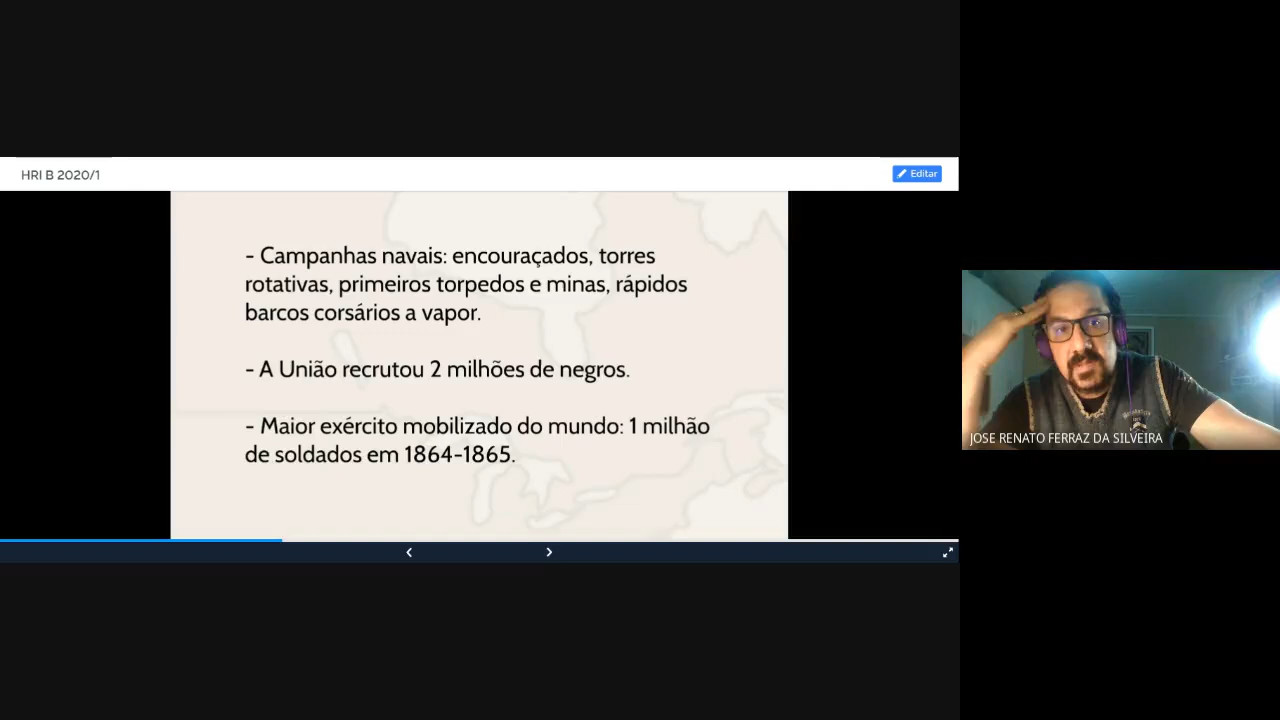 HRI B 2020/1
Editar
- Campanhas navais: encouraçados, torres
rotativas, primeiros torpedos e minas, rápidos
barcos corsários a vapor.
- A União recrutou 2 milhões de negros.
- Maior exército mobilizado do mundo: 1 milhão
de soldados em 1864-1865.
JOSE RENATO FERRAZ DA SILVEIRA